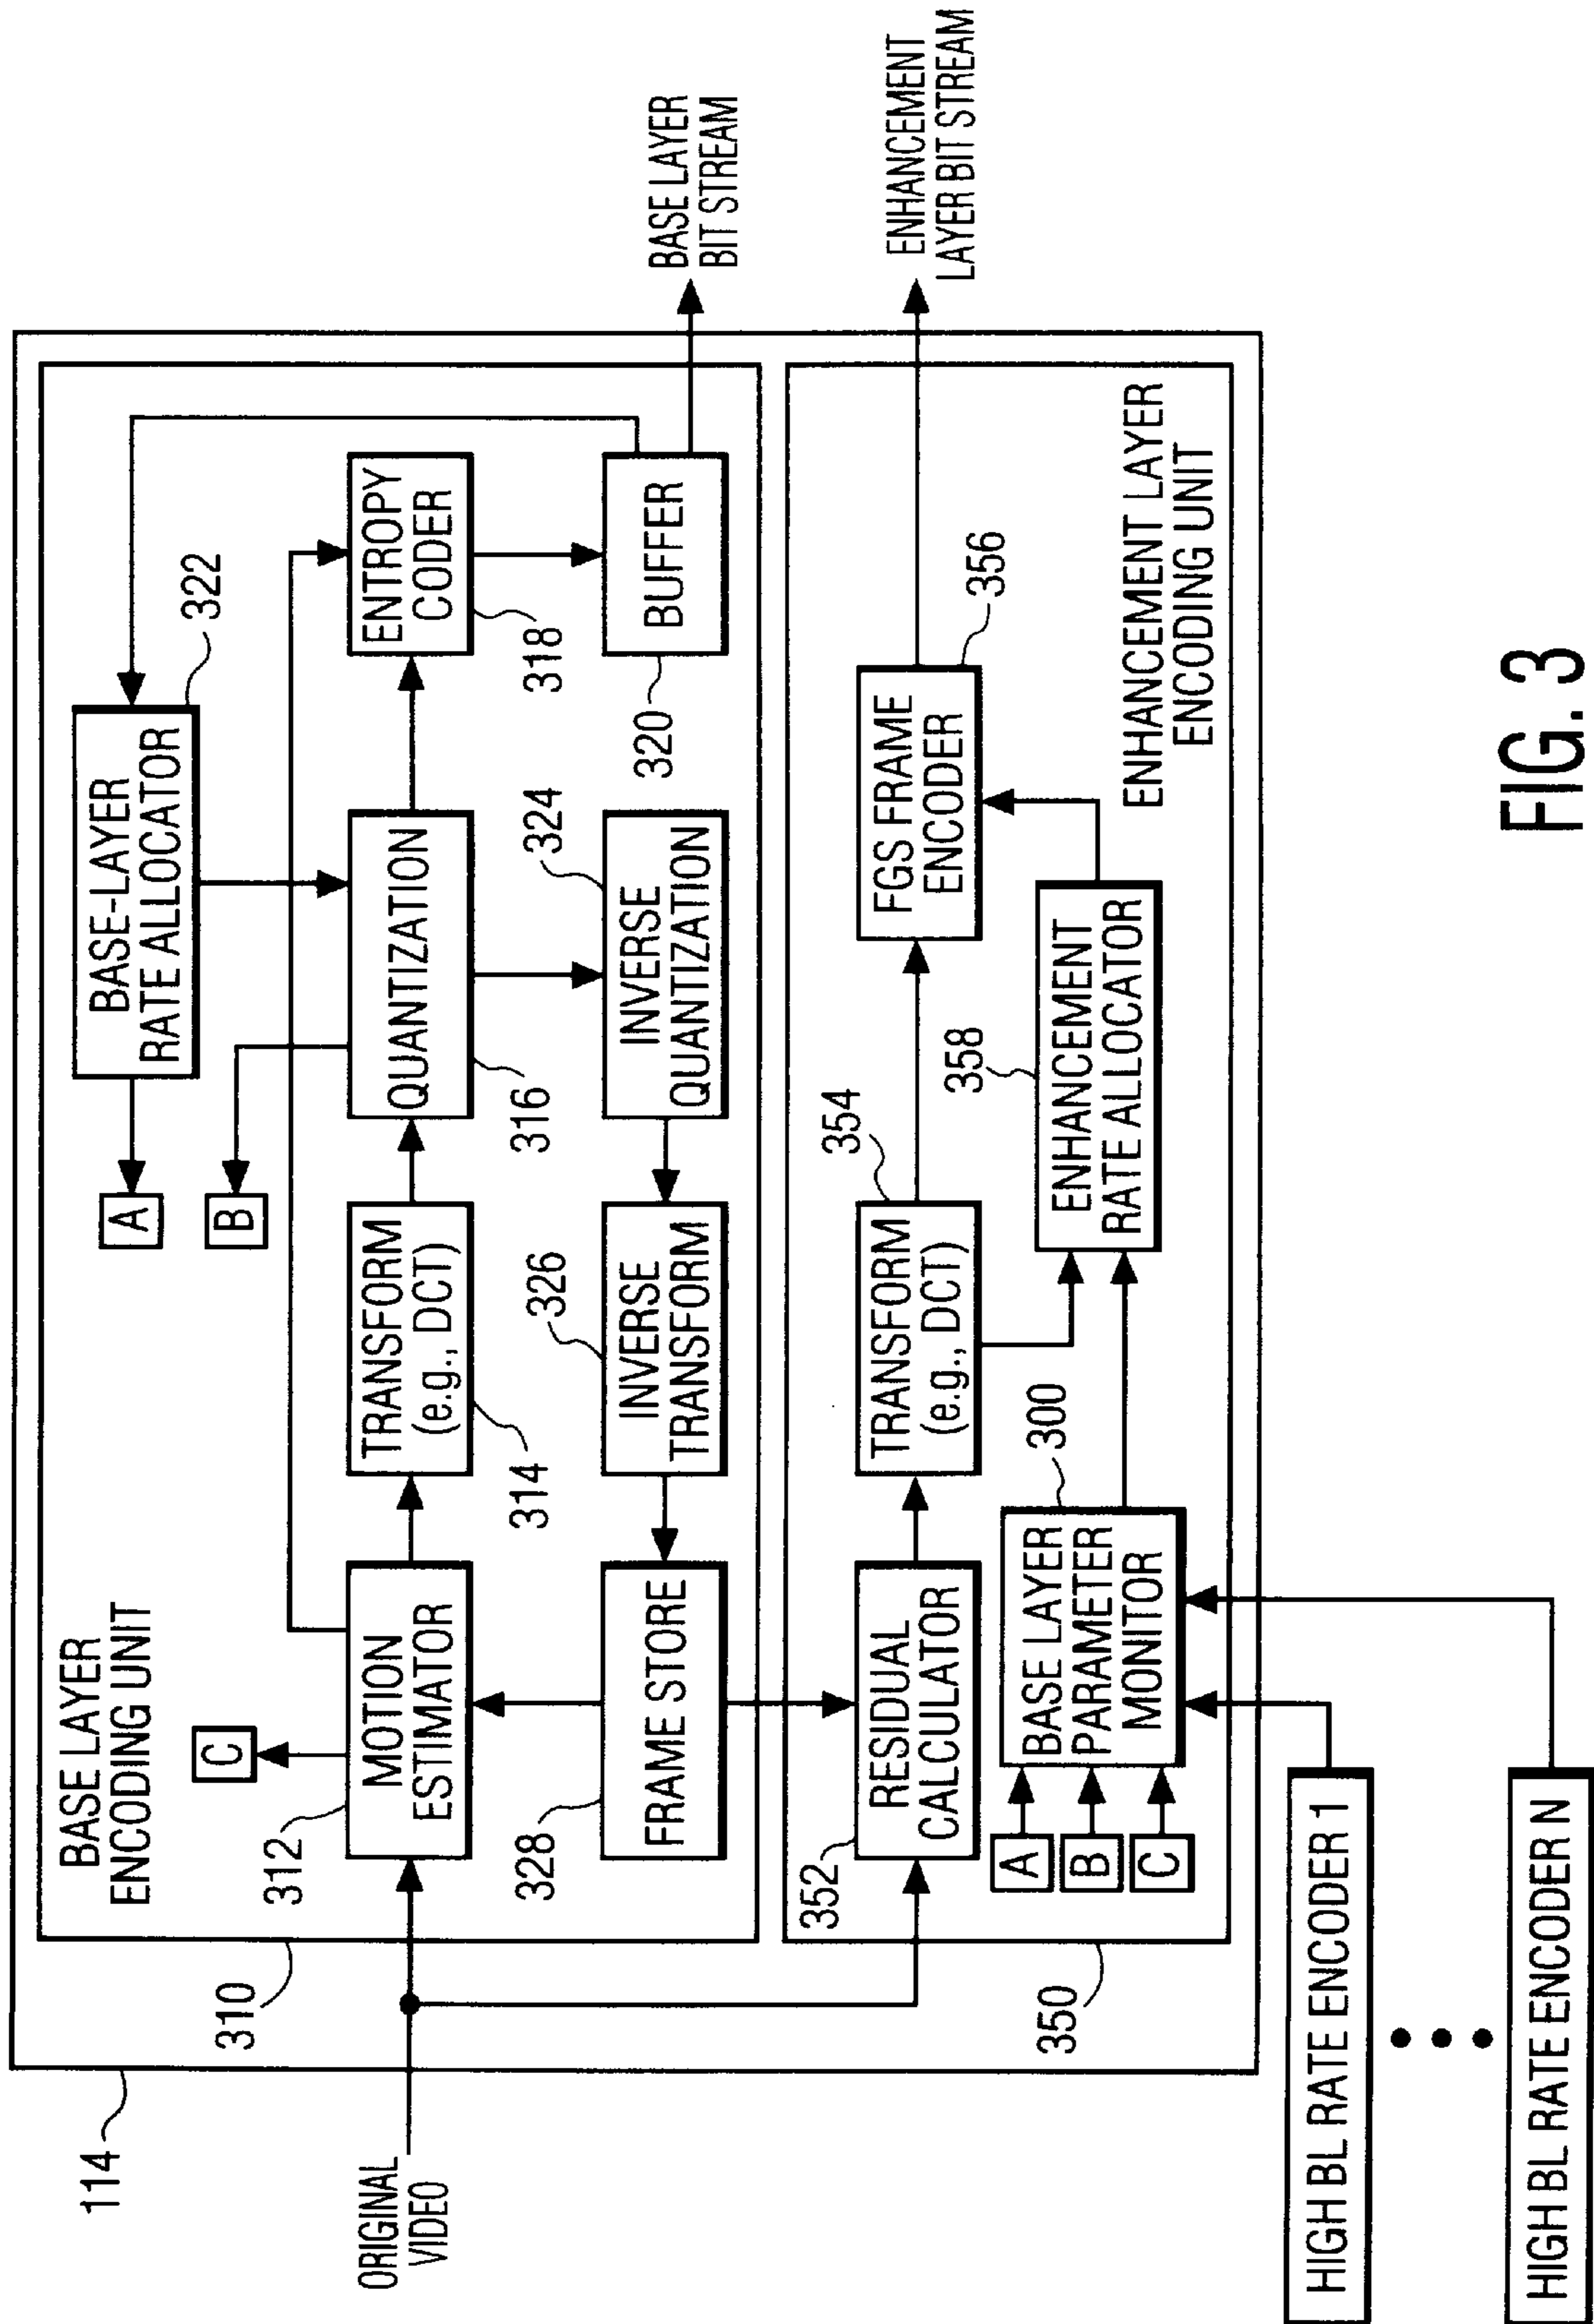 114
ORIGINAL
VIDEO
310
BASE LAYER
ENCODING UNIT
C
312
MOTION
ESTIMATOR
314
TRANSFORM
(e.g., DCT)
A
B
BASE-LAYER
RATE ALLOCATOR
322
316
QUANTIZATION
ENTROPY
CODER
318
328
FRAME STORE
326
INVERSE
TRANSFORM
324
INVERSE
QUANTIZATION
320
BUFFER
BASE LAYER
BIT STREAM
350
352
RESIDUAL
CALCULATOR
354
TRANSFORM
(e.g., DCT)
FGS FRAME
ENCODER
356
ENHANCEMENT
LAYER BIT STREAM
A
B
C
300
BASE LAYER
PARAMETER
MONITOR
358
ENHANCEMENT
RATE ALLOCATOR
ENHANCEMENT LAYER
ENCODING UNIT
HIGH BL RATE ENCODER 1
HIGH BL RATE ENCODER N
FIG. 3